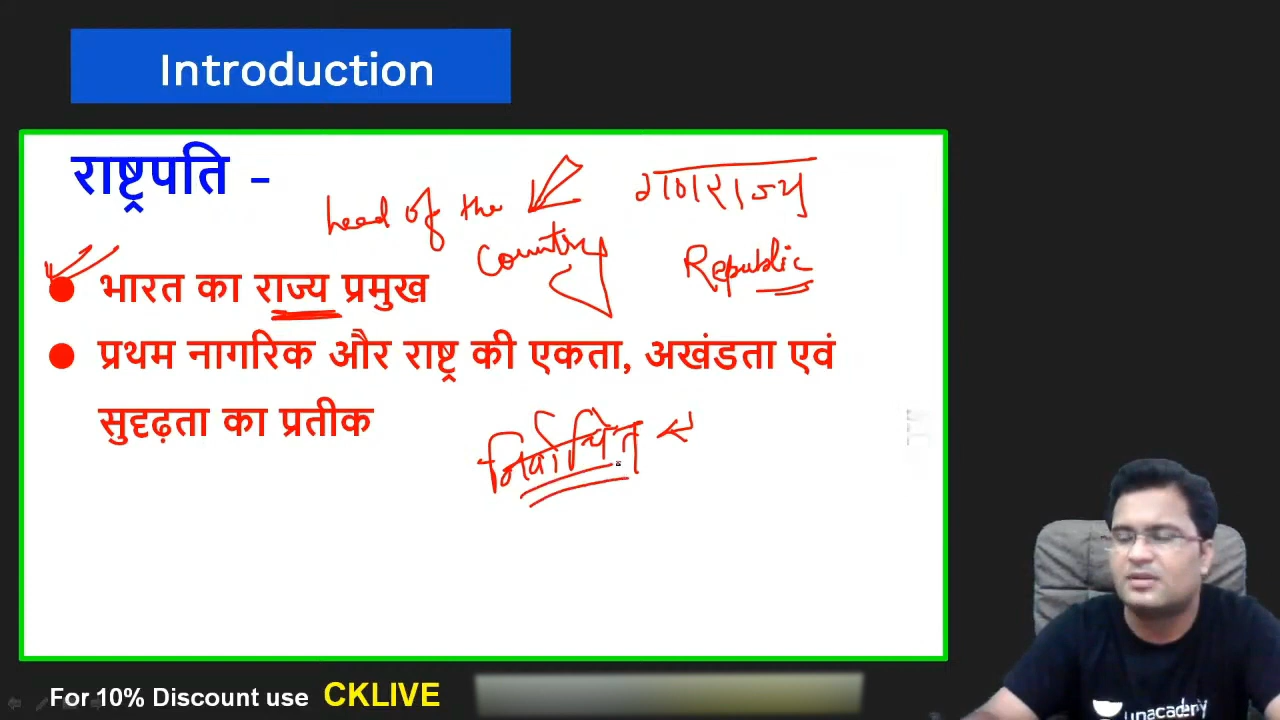 Introduction
राष्ट्रपति -
head of the
Country
गणराज्य
Republic
भारत का राज्य प्रमुख
प्रथम नागरिक और राष्ट्र की एकता, अखंडता एवं
सुदृढ़ता का प्रतीक
निर्वाचित
For 10% Discount use CKLIVE
unacademy